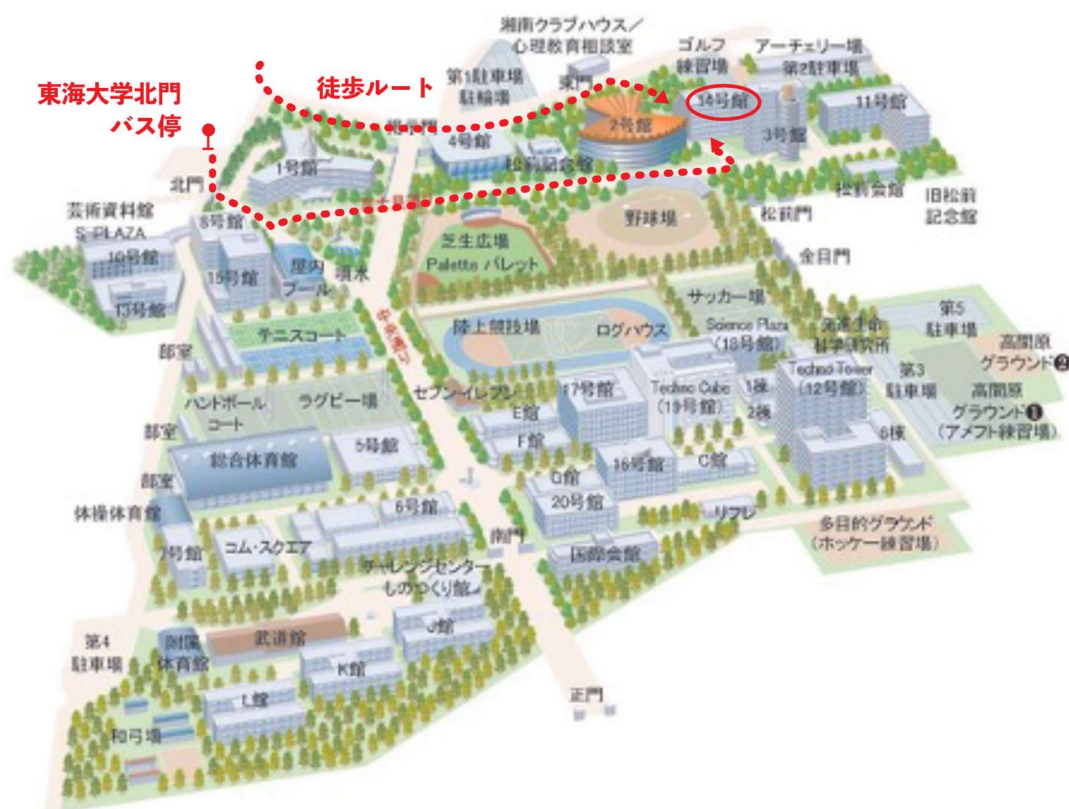 湘南クラブハウス／
心理教育相談室
ゴルフ
練習場
アーチェリー場
第2駐車場
東海大学北門
バス停
徒歩ルート
第1駐車場
駐輪場
東門
14号館
11号館
2号館
3号館
4号館
松前記念館
1号館
北門
松前会館
旧松前
記念館
松前門
野球場
芸術資料館
S-PLAZA
8号館
10号館
15号館
13号館
屋内
プール
噴水
芝生広場
Palette パレット
金目門
サッカー場
中央通り
陸上競技場
ログハウス
Science Plaza
(18号館)
科学研究所
第5
駐車場
高間原
グラウンド❷
テニスコート
部室
セブン-イレブン
17号館
Techno Cube
(19号館)
1棟
2棟
Techno Tower
(12号館)
第3
駐車場
高間原
グラウンド❶
(アメフト練習場)
6棟
ハンドボール
コート
ラグビー場
部室
E館
F館
5号館
総合体育館
部室
G館
16号館
C館
20号館
体操体育館
6号館
リフレ
多目的グラウンド
(ホッケー練習場)
7号館
コム・スクエア
南門
国際会館
チャレンジセンター
ものつくり館
J館
第4
駐車場
附属
体育館
武道館
K館
L館
和弓場
正門